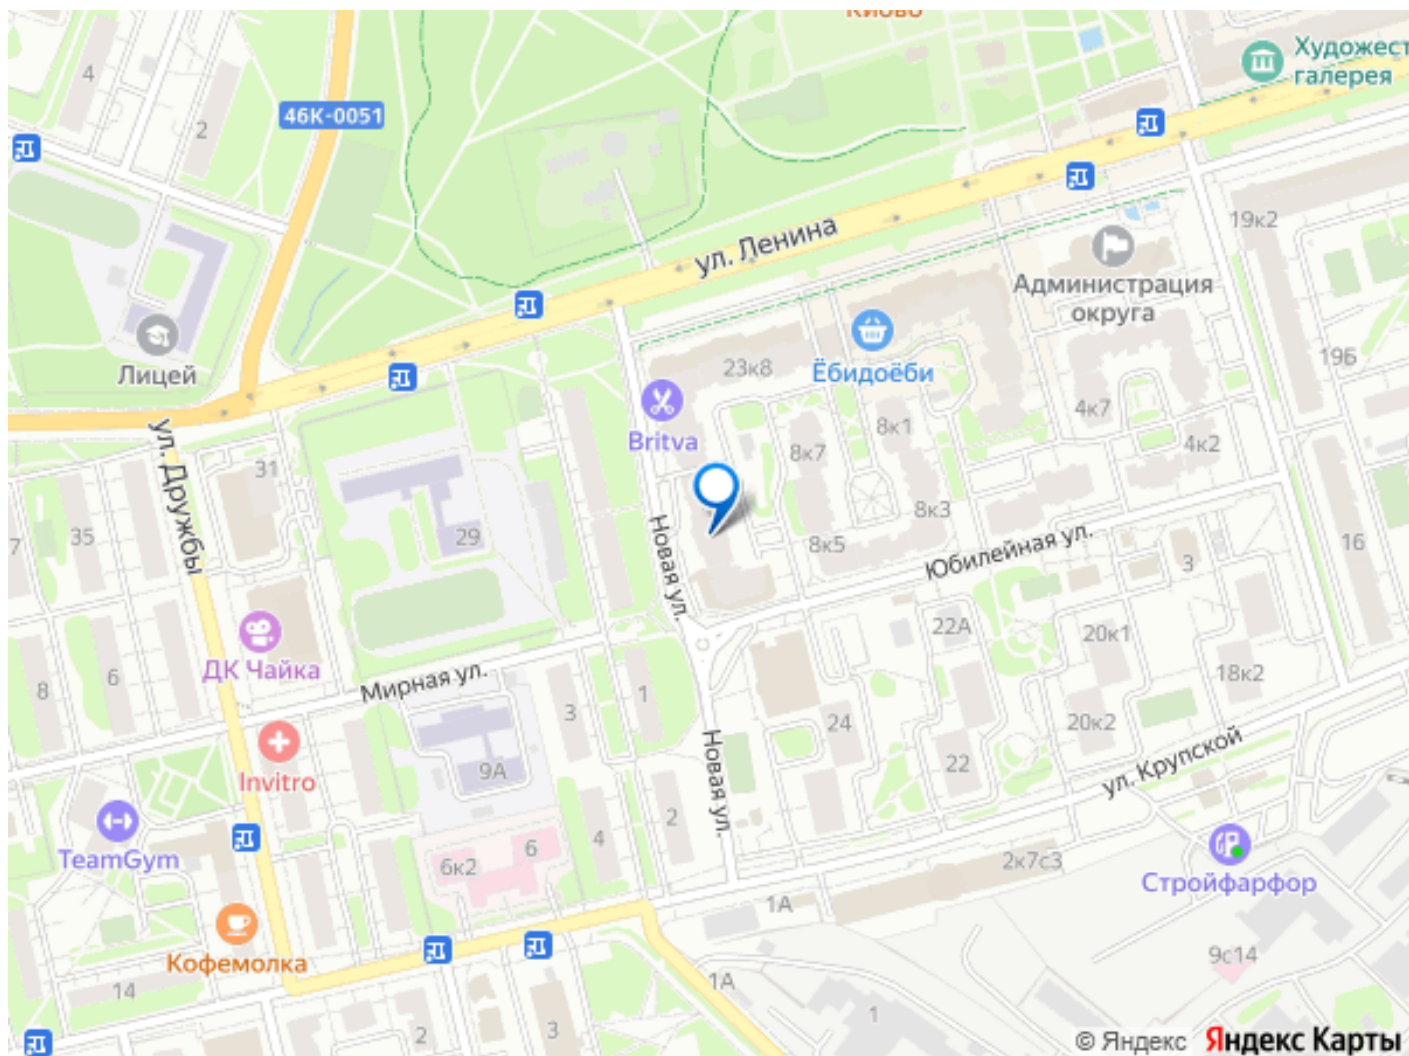 Киово
Художест
галерея
4
46К-0051
2
ул. Ленина
19к2
Администрация
округа
Лицей
23к8
Ёбидоёби
19Б
Britva
8к1
4к7
4к2
8к7
ул. Дружбы
31
35
7
29
Новая ул.
8к3
8к5
Юбилейная ул.
16
3
ДК Чайка
22А
20к1
8
6
Мирная ул.
1
3
18к2
24
20к2
Invitro
9А
Новая ул.
22
ул. Крупской
TeamGym
2
4
6
6к2
2к7с3
Стройфарфор
1А
Кофемолка
9с14
14
1А
1
2
3
© Яндекс Яндекс Карты